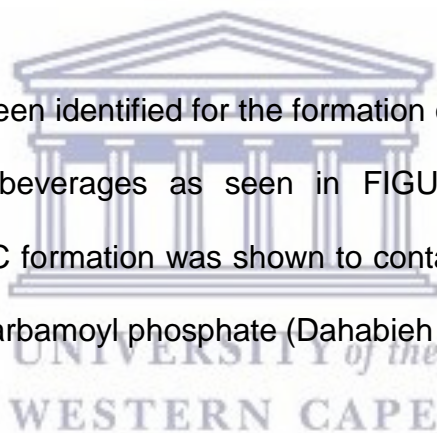 een identified for the formation
beverages as seen in FIGU
C formation was shown to conta
arbamoyl phosphate (Dahabieh
UNIVERSITY of the
WESTERN CAPE